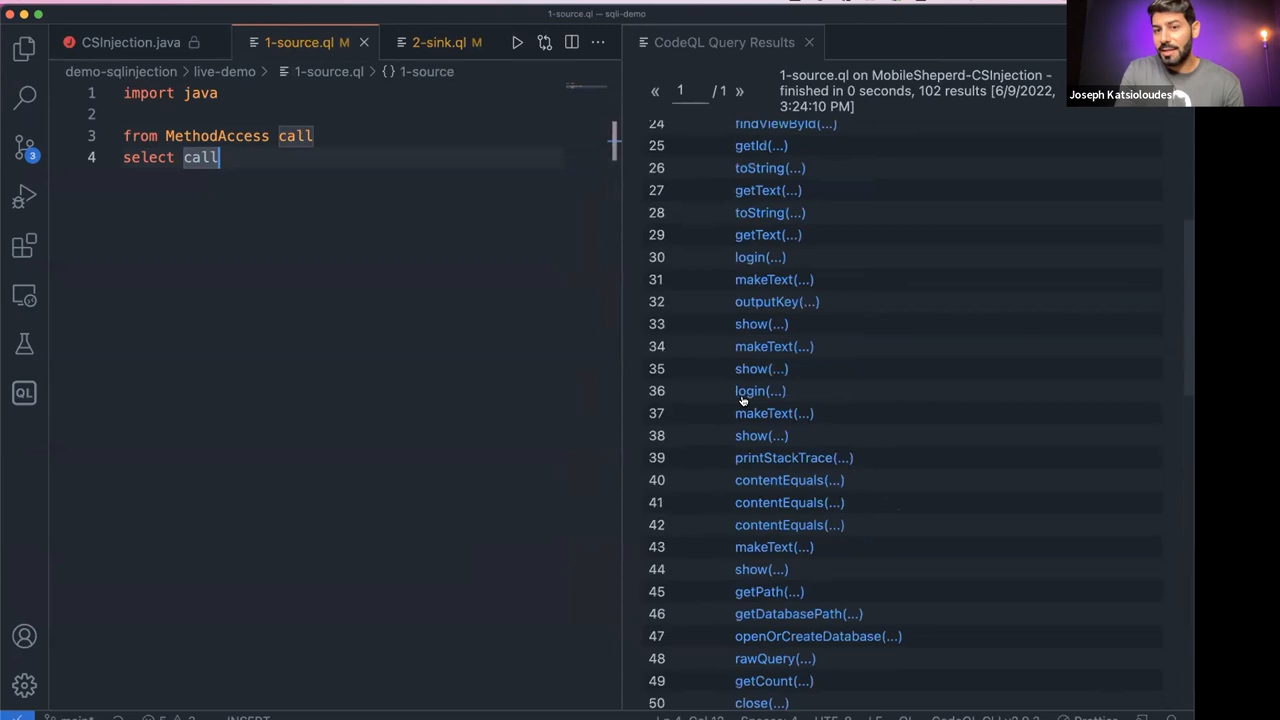 1-source.ql — sqli-demo
CSInjection.java
1-source.ql M
2-sink.ql M
CodeQL Query Results
Joseph Katsioloudes
demo-sqlinjection › live-demo › 1-source.ql › {} 1-source
1 import java
2
3 from MethodAccess call
4 select call
« 1 / 1 »
1-source.ql on MobileSheperd-CSInjection -
finished in 0 seconds, 102 results [6/9/2022,
3:24:10 PM]
24 findViewById(...)
25 getId(...)
26 toString(...)
27 getText(...)
28 toString(...)
29 getText(...)
30 login(...)
31 makeText(...)
32 outputKey(...)
33 show(...)
34 makeText(...)
35 show(...)
36 login(...)
37 makeText(...)
38 show(...)
39 printStackTrace(...)
40 contentEquals(...)
41 contentEquals(...)
42 contentEquals(...)
43 makeText(...)
44 show(...)
45 getPath(...)
46 getDatabasePath(...)
47 openOrCreateDatabase(...)
48 rawQuery(...)
49 getCount(...)
50 close(...)
3
QL